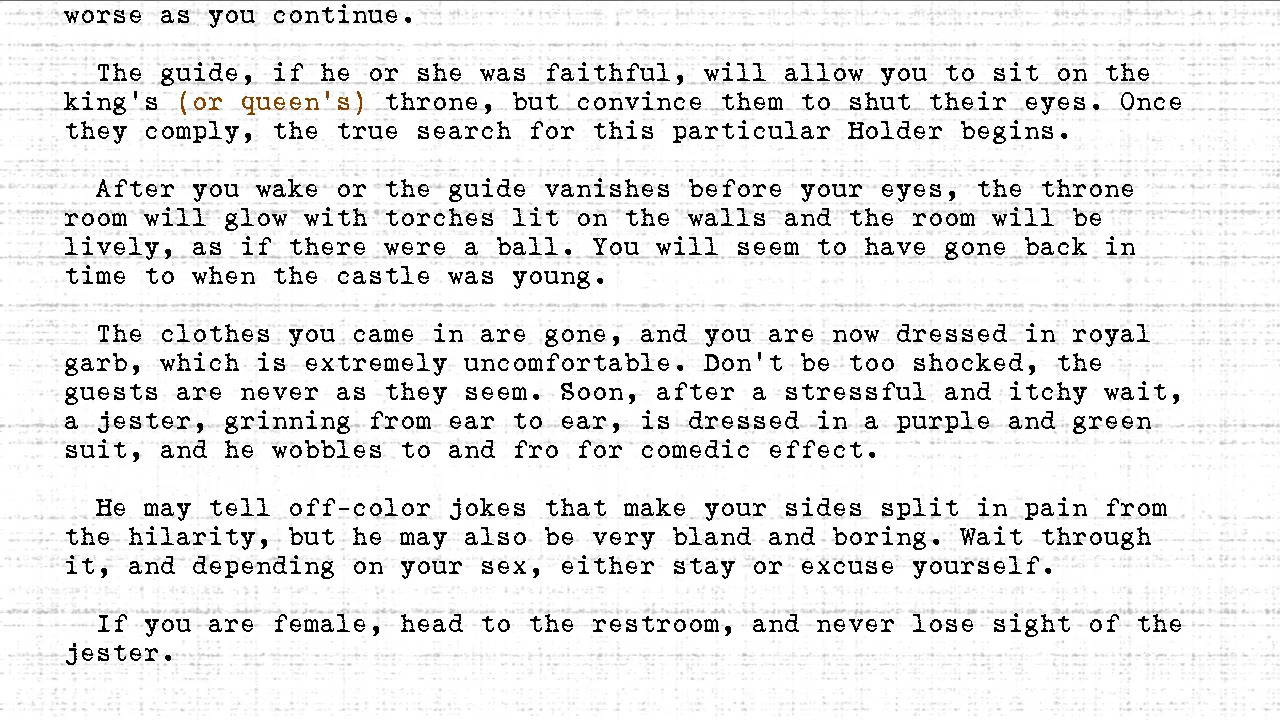 worse as you continue.
The guide, if he or she was faithful, will allow you to sit on the
king's (or queen's) throne, but convince them to shut their eyes. Once
they comply, the true search for this particular Holder begins.
After you wake or the guide vanishes before your eyes, the throne
room will glow with torches lit on the walls and the room will be
lively, as if there were a ball. You will seem to have gone back in
time to when the castle was young.
The clothes you came in are gone, and you are now dressed in royal
garb, which is extremely uncomfortable. Don't be too shocked, the
guests are never as they seem. Soon, after a stressful and itchy wait,
a jester, grinning from ear to ear, is dressed in a purple and green
suit, and he wobbles to and fro for comedic effect.
He may tell off-color jokes that make your sides split in pain from
the hilarity, but he may also be very bland and boring. Wait through
it, and depending on your sex, either stay or excuse yourself.
If you are female, head to the restroom, and never lose sight of the
jester.